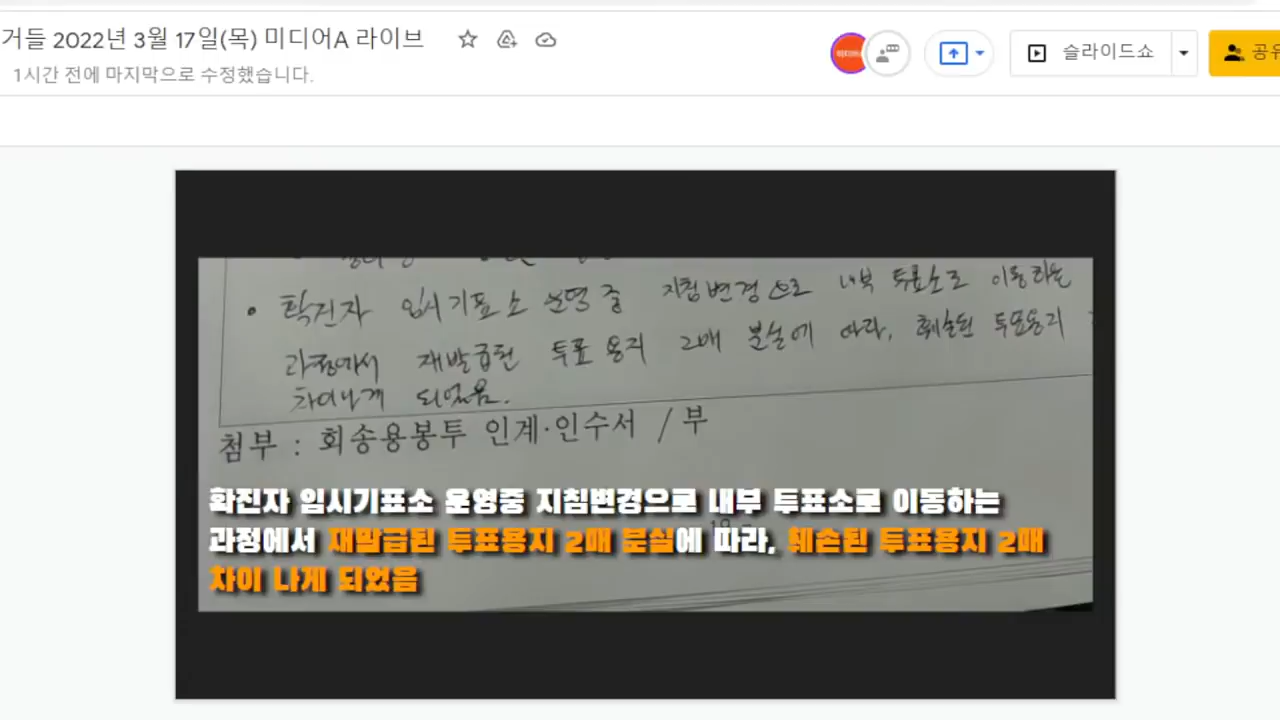 거들 2022년 3월 17일(목) 미디어A 라이브
1시간 전에 마지막으로 수정했습니다.
슬라이드쇼
공유
• 확진자 임시기표소 운영중 지침변경으로 내부 투표소로 이동하는
과정에서 재발급된 투표용지 2매 분실에 따라, 훼손된 투표용지
차이나게 되었음.
첨부 : 회송용봉투 인계·인수서 /부
확진자 임시기표소 운영중 지침변경으로 내부 투표소로 이동하는
과정에서 재발급된 투표용지 2매 분실에 따라, 훼손된 투표용지 2매
차이 나게 되었음